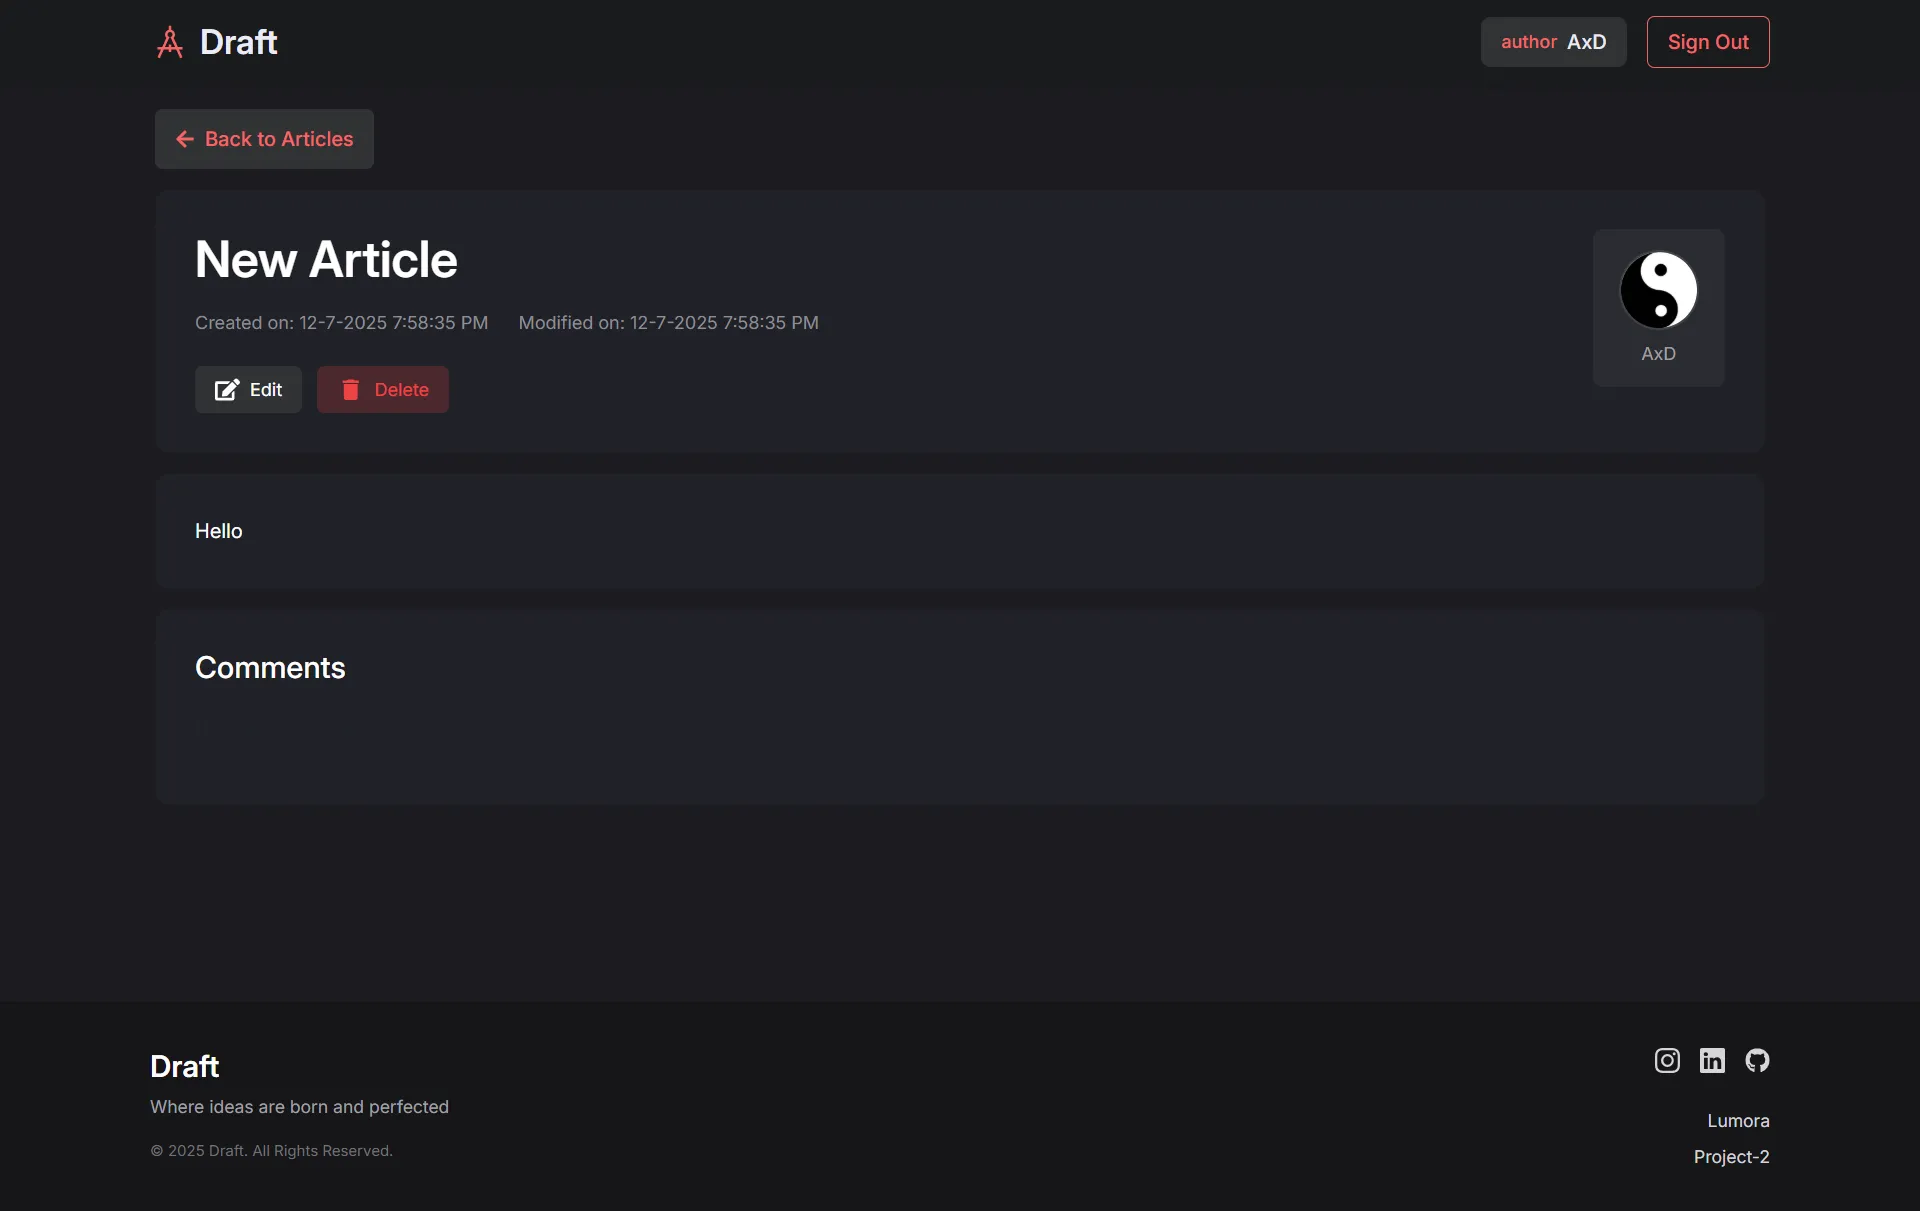 Draft
author AxD
Sign Out
Back to Articles
New Article
Created on: 12-7-2025 7:58:35 PM Modified on: 12-7-2025 7:58:35 PM
AxD
Edit
Delete
Hello
Comments
Draft
Where ideas are born and perfected
© 2025 Draft. All Rights Reserved.
Lumora
Project-2